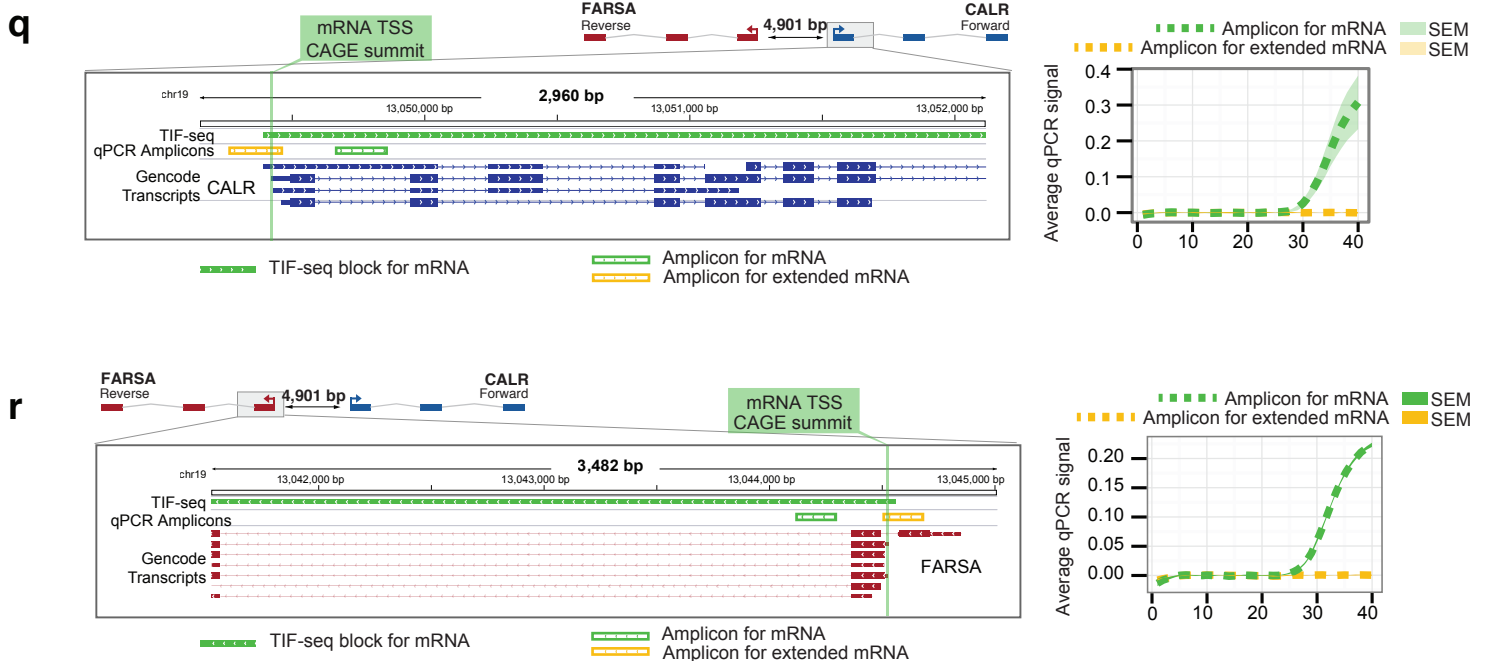 q
mRNA TSS
CAGE summit
FARSA
Reverse
4,901 bp
CALR
Forward
chr19
2,960 bp
13,050,000 bp
13,051,000 bp
13,052,000 bp
TIF-seq
qPCR Amplicons
Gencode
Transcripts
CALR
TIF-seq block for mRNA
Amplicon for mRNA
Amplicon for extended mRNA
Amplicon for mRNA
SEM
Amplicon for extended mRNA
SEM
Average qPCR signal
0.4
0.3
0.2
0.1
0.0
0 10 20 30 40
r
FARSA
Reverse
4,901 bp
CALR
Forward
mRNA TSS
CAGE summit
chr19
3,482 bp
13,042,000 bp
13,043,000 bp
13,044,000 bp
13,045,000 bp
TIF-seq
qPCR Amplicons
Gencode
Transcripts
FARSA
TIF-seq block for mRNA
Amplicon for mRNA
Amplicon for extended mRNA
Amplicon for mRNA
SEM
Amplicon for extended mRNA
SEM
Average qPCR signal
0.20
0.15
0.10
0.05
0.00
0 10 20 30 40